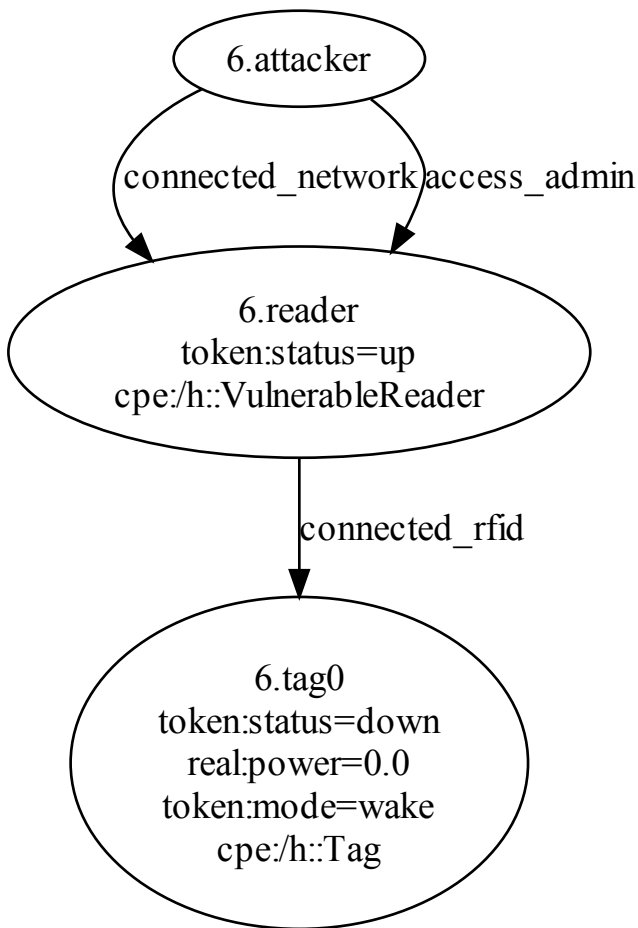 6.attacker
connected_network
access_admin
6.reader
token:status=up
cpe:/h::VulnerableReader
connected_rfid
6.tag0
token:status=down
real:power=0.0
token:mode=wake
cpe:/h::Tag